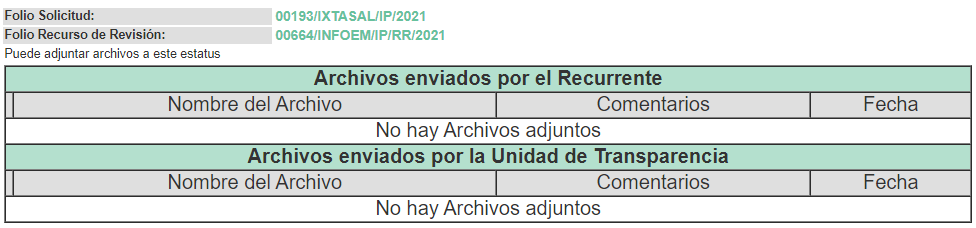 Folio Solicitud: 00193/IXTASAL/IP/2021
Folio Recurso de Revisión: 00664/INFOEM/IP/RR/2021
Puede adjuntar archivos a este estatus
Archivos enviados por el Recurrente
Nombre del Archivo Comentarios Fecha
No hay Archivos adjuntos
Archivos enviados por la Unidad de Transparencia
Nombre del Archivo Comentarios Fecha
No hay Archivos adjuntos